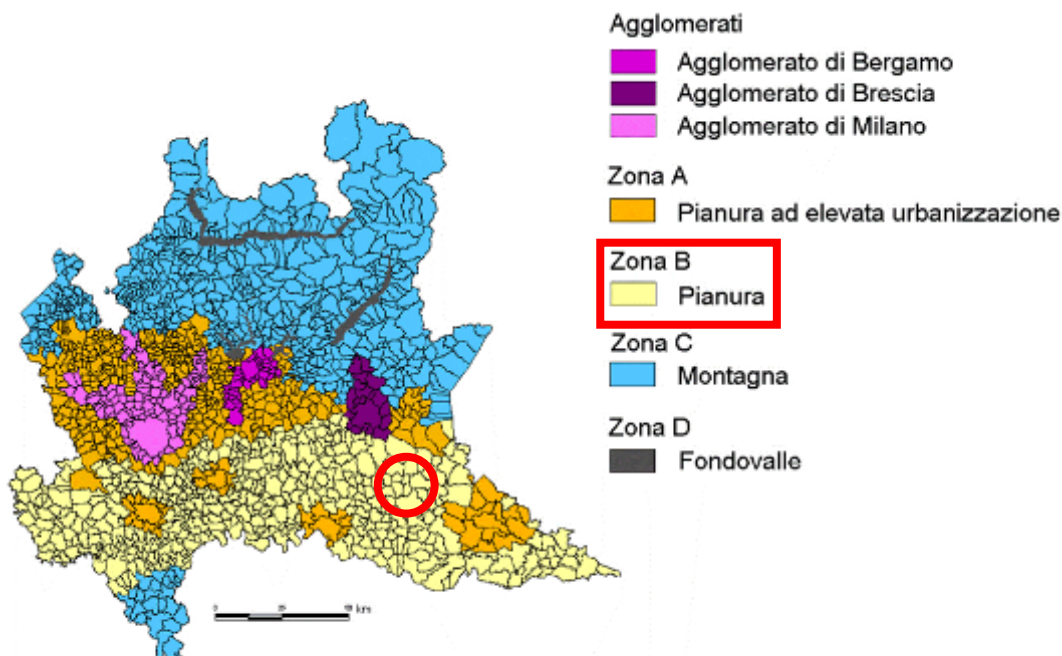 Agglomerati
Agglomerato di Bergamo
Agglomerato di Brescia
Agglomerato di Milano
Zona A
Pianura ad elevata urbanizzazione
Zona B
Pianura
Zona C
Montagna
Zona D
Fondovalle
km